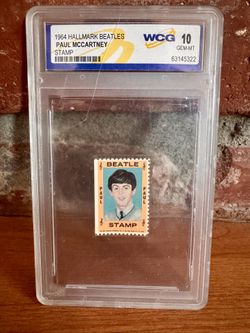 1964 HALLMARK BEATLES
PAUL MCCARTNEY
STAMP
WCG
10
GEM-MT
63145322
BEATLE
PAUL
PAUL
STAMP